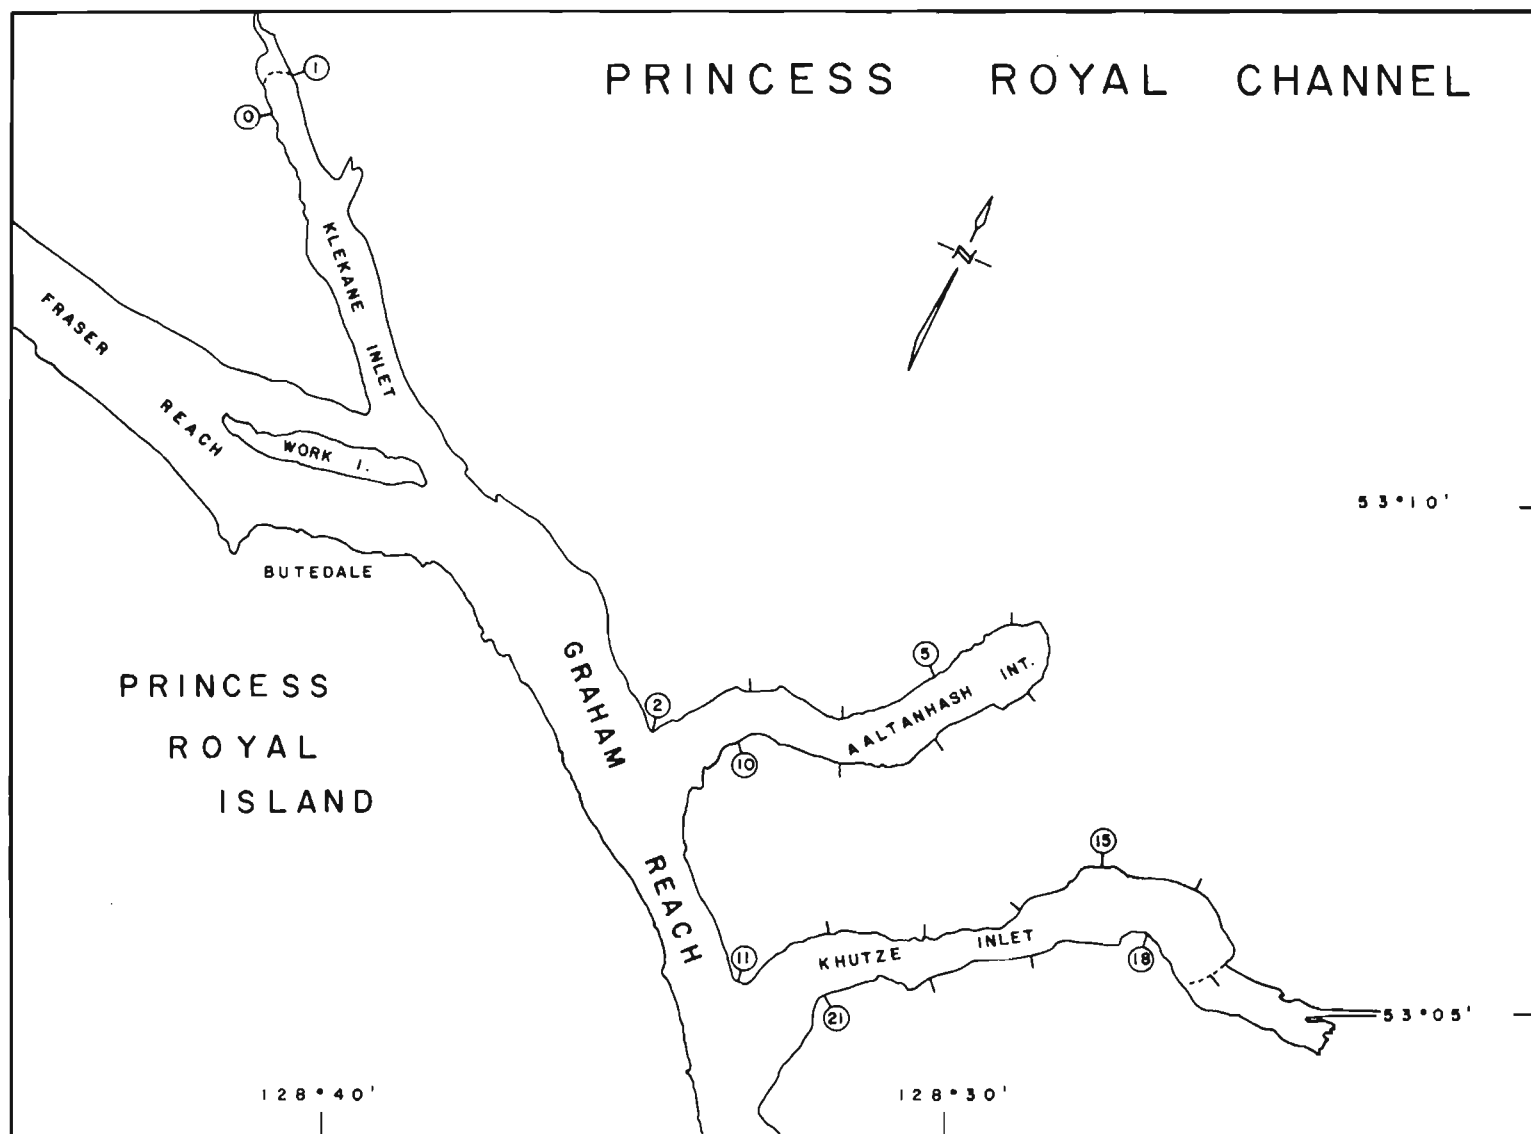 PRINCESS ROYAL CHANNEL
1
0
N
KLEKANE INLET
FRASER REACH
WORK I.
53°10'
BUTEDALE
GRAHAM REACH
PRINCESS
ROYAL
ISLAND
2
5
AALTANHASH INT.
10
15
11
KHUTZE INLET
18
21
53°05'
128°40'
128°30'